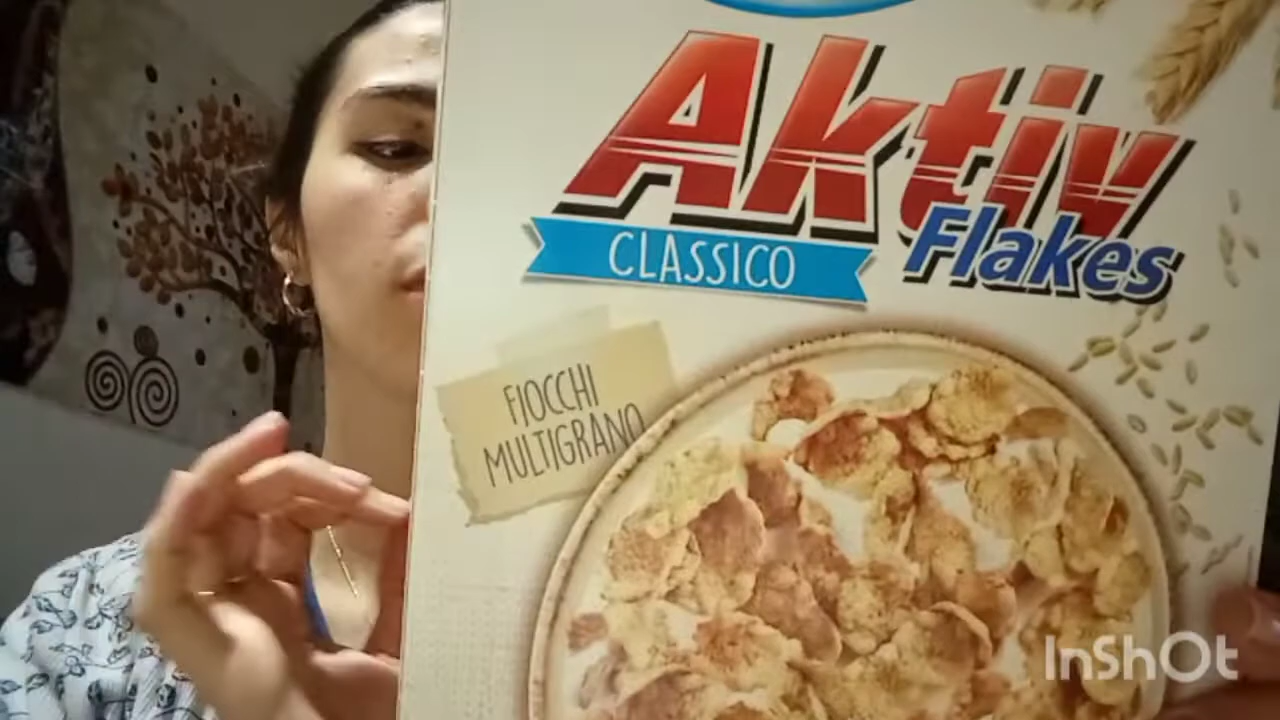 Aktiv
Flakes
CLASSICO
FIOCCHI
MULTIGRANO
InShOt